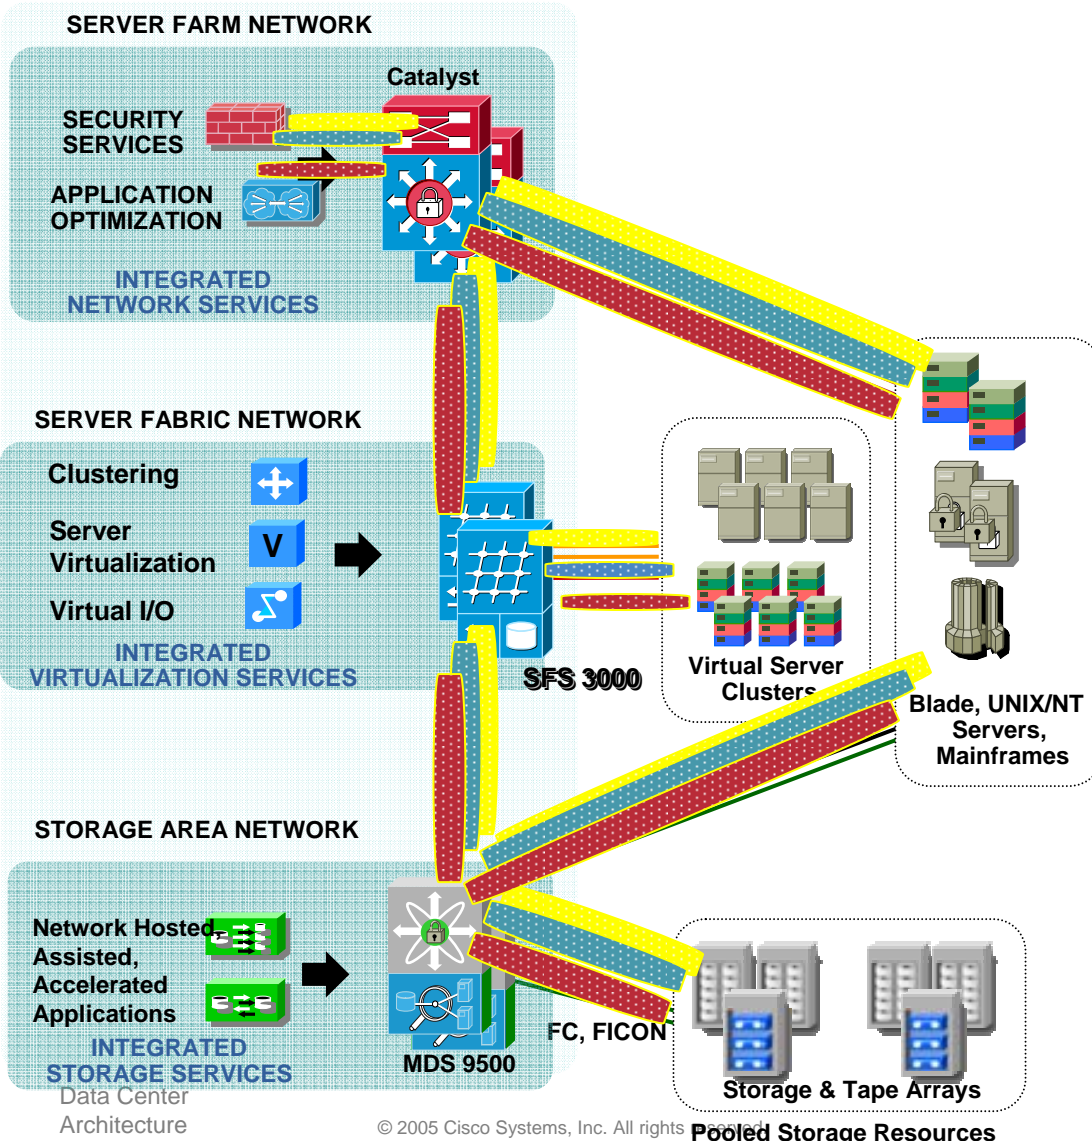 SERVER FARM NETWORK
Catalyst
SECURITY
SERVICES
APPLICATION
OPTIMIZATION
INTEGRATED
NETWORK SERVICES
SERVER FABRIC NETWORK
Clustering
Server
Virtualization
V
Virtual I/O
INTEGRATED
VIRTUALIZATION SERVICES
SFS 3000
Virtual Server
Clusters
Blade, UNIX/NT
Servers,
Mainframes
STORAGE AREA NETWORK
Network Hosted,
Assisted,
Accelerated
Applications
INTEGRATED
STORAGE SERVICES
MDS 9500
FC, FICON
Storage & Tape Arrays
Pooled Storage Resources
Data Center
Architecture
© 2005 Cisco Systems, Inc. All rights reserved